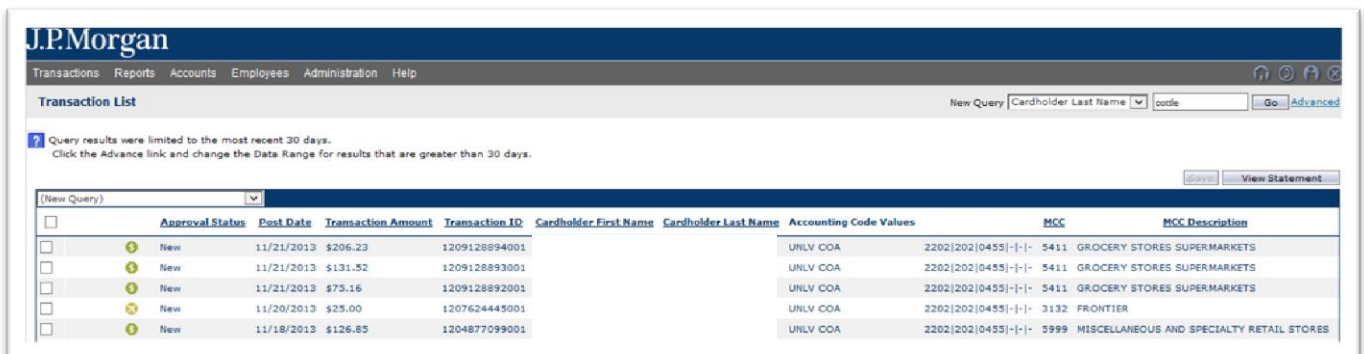 J.P.Morgan
Transactions Reports Accounts Employees Administration Help
Transaction List New Query Cardholder Last Name Go Advanced
? Query results were limited to the most recent 30 days.
Click the Advance link and change the Data Range for results that are greater than 30 days.
Save View Statement
(New Query)
Approval Status Post Date Transaction Amount Transaction ID Cardholder First Name Cardholder Last Name Accounting Code Values MCC MCC Description
New 11/21/2013 $206.23 1209128894001 UNLV COA 2202|202|0455|-|-|- 5411 GROCERY STORES SUPERMARKETS
New 11/21/2013 $131.52 1209128893001 UNLV COA 2202|202|0455|-|-|- 5411 GROCERY STORES SUPERMARKETS
New 11/21/2013 $75.16 1209128892001 UNLV COA 2202|202|0455|-|-|- 5411 GROCERY STORES SUPERMARKETS
New 11/20/2013 $25.00 1207624445001 UNLV COA 2202|202|0455|-|-|- 3132 FRONTIER
New 11/18/2013 $126.85 1204877099001 UNLV COA 2202|202|0455|-|-|- 5999 MISCELLANEOUS AND SPECIALTY RETAIL STORES